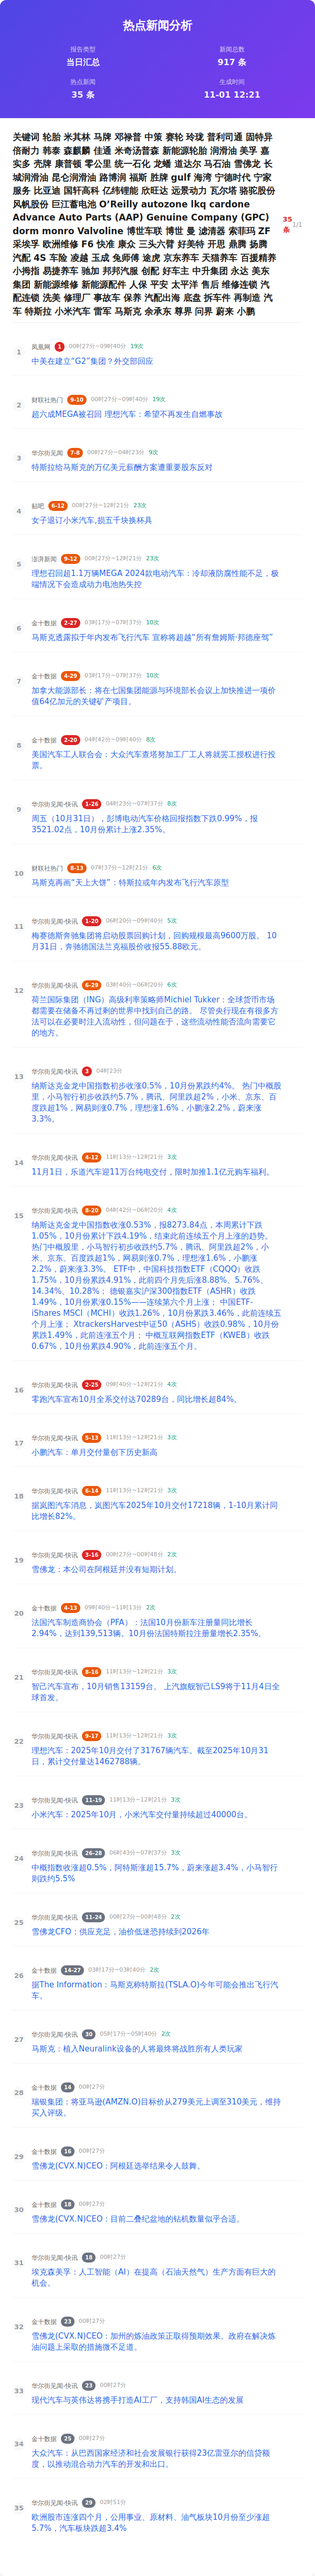 热点新闻分析
报告类型
当日汇总
新闻总数
917 条
热点新闻
35 条
生成时间
11-01 12:21
关键词 轮胎 米其林 马牌 邓禄普 中策 赛轮 玲珑 普利司通 固特异
倍耐力 韩泰 森麒麟 佳通 米奇汤普森 新能源轮胎 润滑油 美孚 嘉
实多 壳牌 康普顿 零公里 统一石化 龙蟠 道达尔 马石油 雪佛龙 长
城润滑油 昆仑润滑油 路博润 福斯 胜牌 gulf 海湾 宁德时代 宁家
服务 比亚迪 国轩高科 亿纬锂能 欣旺达 远景动力 瓦尔塔 骆驼股份
风帆股份 巨江蓄电池 O’Reilly autozone lkq cardone
Advance Auto Parts (AAP) Genuine Company (GPC)
dorm monro Valvoline 博世车联 博世 曼 滤清器 索菲玛 ZF
采埃孚 欧洲维修 F6 快准 康众 三头六臂 好美特 开思 鼎腾 扬腾
汽配 4S 车险 凌越 玉成 兔师傅 途虎 京东养车 天猫养车 百援精养
小拇指 易捷养车 驰加 邦邦汽服 创配 好车主 中升集团 永达 美东
集团 新能源维修 新能源配件 人保 平安 太平洋 售后 维修连锁 汽
配连锁 洗美 修理厂 事故车 保养 汽配出海 底盘 拆车件 再制造 汽
车 特斯拉 小米汽车 雷军 马斯克 余承东 尊界 问界 蔚来 小鹏
35
条
1/1
1
凤凰网 1 00时27分~09时40分 19次
中美在建立“G2”集团？外交部回应
2
财联社热门 9-10 00时27分~09时40分 19次
超六成MEGA被召回 理想汽车：希望不再发生自燃事故
3
华尔街见闻 7-8 00时27分~04时23分 9次
特斯拉给马斯克的万亿美元薪酬方案遭重要股东反对
4
贴吧 6-12 00时27分~12时21分 23次
女子退订小米汽车,损五千块换杯具
5
澎湃新闻 9-12 00时27分~12时21分 23次
理想召回超1.1万辆MEGA 2024款电动汽车：冷却液防腐性能不足，极
端情况下会造成动力电池热失控
6
金十数据 2-27 03时17分~07时37分 10次
马斯克透露拟于年内发布飞行汽车 宣称将超越“所有詹姆斯·邦德座驾”
7
金十数据 4-29 03时17分~07时37分 10次
加拿大能源部长：将在七国集团能源与环境部长会议上加快推进一项价
值64亿加元的关键矿产项目。
8
金十数据 2-20 04时42分~09时40分 8次
美国汽车工人联合会：大众汽车查塔努加工厂工人将就罢工授权进行投
票。
9
华尔街见闻-快讯 1-26 04时23分~07时37分 8次
周五（10月31日），彭博电动汽车价格回报指数下跌0.99%，报
3521.02点，10月份累计上涨2.35%。
10
财联社热门 8-13 07时37分~12时21分 6次
马斯克再画“天上大饼”：特斯拉或年内发布飞行汽车原型
11
华尔街见闻-快讯 1-20 06时20分~09时40分 5次
梅赛德斯奔驰集团将启动股票回购计划，回购规模最高9600万股。 10
月31日，奔驰德国法兰克福股价收报55.88欧元。
12
华尔街见闻-快讯 6-29 03时40分~06时20分 6次
荷兰国际集团（ING）高级利率策略师Michiel Tukker：全球货币市场
都需要在储备不再过剩的世界中找到自己的路。 尽管央行现在有很多方
法可以在必要时注入流动性，但问题在于，这些流动性能否流向需要它
的地方。
13
华尔街见闻-快讯 3 04时23分
纳斯达克金龙中国指数初步收涨0.5%，10月份累跌约4%。 热门中概股
里，小马智行初步收跌约5.7%，腾讯、阿里跌超2%，小米、京东、百
度跌超1%，网易则涨0.7%，理想涨1.6%，小鹏涨2.2%，蔚来涨
3.3%。
14
华尔街见闻-快讯 4-12 11时13分~12时21分 3次
11月1日，乐道汽车迎11万台纯电交付，限时加推1.1亿元购车福利。
15
华尔街见闻-快讯 8-20 04时42分~06时20分 4次
纳斯达克金龙中国指数收涨0.53%，报8273.84点，本周累计下跌
1.05%，10月份累计下跌4.19%，结束此前连续五个月上涨的趋势。
热门中概股里，小马智行初步收跌约5.7%，腾讯、阿里跌超2%，小
米、京东、百度跌超1%，网易则涨0.7%，理想涨1.6%，小鹏涨
2.2%，蔚来涨3.3%。 ETF中，中国科技指数ETF（CQQQ）收跌
1.75%，10月份累跌4.91%，此前四个月先后涨8.88%、5.76%、
14.34%、10.28%； 德银嘉实沪深300指数ETF（ASHR）收跌
1.49%，10月份累涨0.15%——连续第六个月上涨； 中国ETF-
iShares MSCI（MCHI）收跌1.26%，10月份累跌3.46%，此前连续五
个月上涨； XtrackersHarvest中证50（ASHS）收跌0.98%，10月份
累跌1.49%，此前连涨五个月； 中概互联网指数ETF（KWEB）收跌
0.67%，10月份累跌4.90%，此前连涨五个月。
16
华尔街见闻-快讯 2-25 09时40分~12时21分 4次
零跑汽车宣布10月全系交付达70289台，同比增长超84%。
17
华尔街见闻-快讯 5-13 11时13分~12时21分 3次
小鹏汽车：单月交付量创下历史新高
18
华尔街见闻-快讯 6-14 11时13分~12时21分 3次
据岚图汽车消息，岚图汽车2025年10月交付17218辆，1-10月累计同
比增长82%。
19
华尔街见闻-快讯 3-16 00时27分~00时48分 2次
雪佛龙：本公司在阿根廷并没有短期计划。
20
金十数据 4-13 09时40分~11时13分 2次
法国汽车制造商协会（PFA）：法国10月份新车注册量同比增长
2.94%，达到139,513辆。10月份法国特斯拉注册量增长2.35%。
21
华尔街见闻-快讯 8-16 11时13分~12时21分 3次
智己汽车宣布，10月销售13159台。 上汽旗舰智己LS9将于11月4日全
球首发。
22
华尔街见闻-快讯 9-17 11时13分~12时21分 3次
理想汽车：2025年10月交付了31767辆汽车。截至2025年10月31
日，累计交付量达1462788辆。
23
华尔街见闻-快讯 11-19 11时13分~12时21分 3次
小米汽车：2025年10月，小米汽车交付量持续超过40000台。
24
华尔街见闻-快讯 26-28 06时43分~07时37分 3次
中概指数收涨超0.5%，阿特斯涨超15.7%，蔚来涨超3.4%，小马智行
则跌约5.5%
25
华尔街见闻-快讯 11-24 00时27分~00时48分 2次
雪佛龙CFO：供应充足，油价低迷恐持续到2026年
26
金十数据 14-27 03时17分~03时40分 2次
据The Information：马斯克称特斯拉(TSLA.O)今年可能会推出飞行汽
车。
27
华尔街见闻-快讯 30 05时17分~05时40分 2次
马斯克：植入Neuralink设备的人将最终将战胜所有人类玩家
28
金十数据 14 00时27分
瑞银集团：将亚马逊(AMZN.O)目标价从279美元上调至310美元，维持
买入评级。
29
金十数据 16 00时27分
雪佛龙(CVX.N)CEO：阿根廷选举结果令人鼓舞。
30
金十数据 18 00时27分
雪佛龙(CVX.N)CEO：目前二叠纪盆地的钻机数量似乎合适。
31
华尔街见闻-快讯 18 00时27分
埃克森美孚：人工智能（AI）在提高（石油天然气）生产方面有巨大的
机会。
32
金十数据 23 00时27分
雪佛龙(CVX.N)CEO：加州的炼油政策正取得预期效果。政府在解决炼
油问题上采取的措施微不足道。
33
华尔街见闻-快讯 23 00时27分
现代汽车与英伟达将携手打造AI工厂，支持韩国AI生态的发展
34
金十数据 25 00时27分
大众汽车：从巴西国家经济和社会发展银行获得23亿雷亚尔的信贷额
度，以推动混合动力汽车的开发和出口。
35
华尔街见闻-快讯 29 02时51分
欧洲股市连涨四个月，公用事业、原材料、油气板块10月份至少涨超
5.7%，汽车板块跌超3.4%